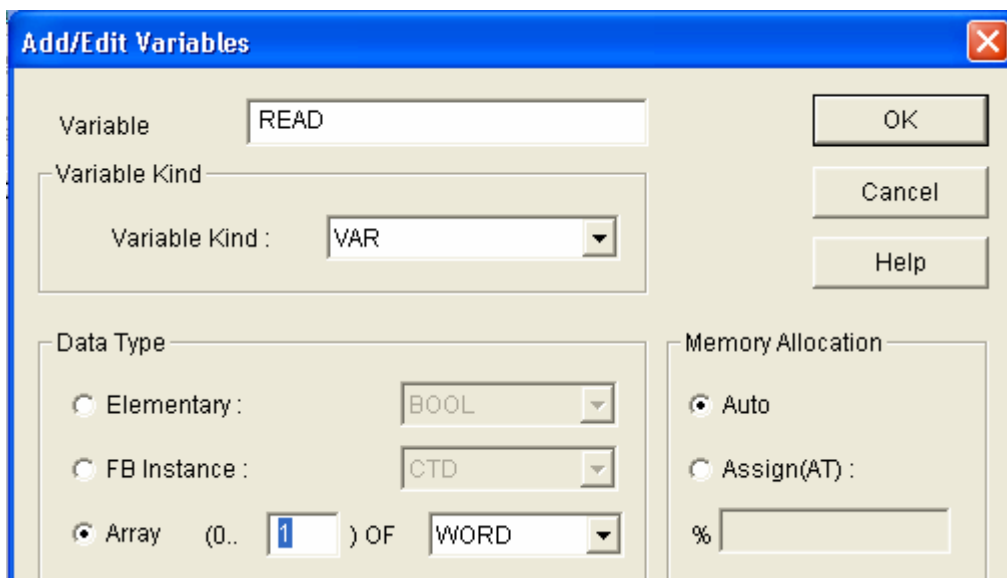 Add/Edit Variables
Variable READ OK
Variable Kind
Cancel
Variable Kind : VAR
Help
Data Type Memory Allocation
Elementary : BOOL Auto
FB Instance : CTD Assign(AT) :
Array (0.. 1 ) OF WORD %